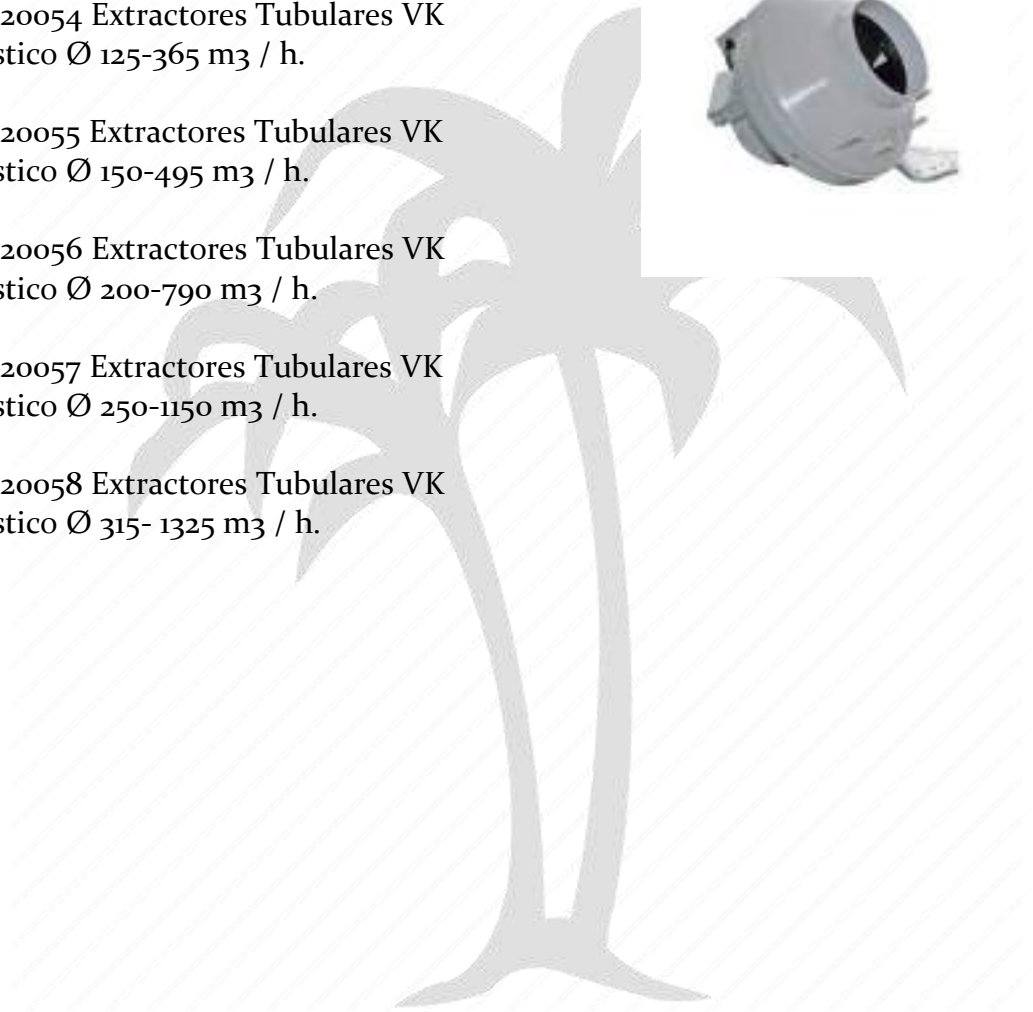 20054 Extractores Tubulares VK
stico Ø 125-365 m3 / h.
20055 Extractores Tubulares VK
stico Ø 150-495 m3 / h.
20056 Extractores Tubulares VK
stico Ø 200-790 m3 / h.
20057 Extractores Tubulares VK
stico Ø 250-1150 m3 / h.
20058 Extractores Tubulares VK
stico Ø 315- 1325 m3 / h.